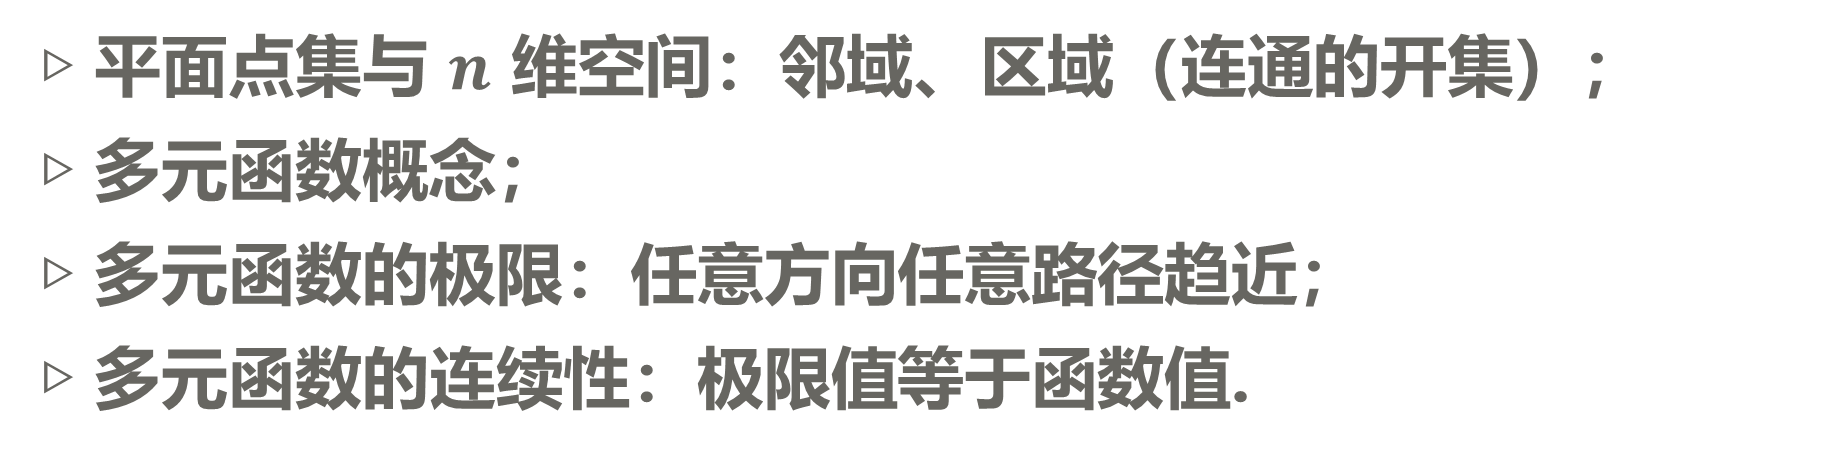 ▷ 平面点集与 n 维空间：邻域、区域（连通的开集）；
▷ 多元函数概念；
▷ 多元函数的极限：任意方向任意路径趋近；
▷ 多元函数的连续性：极限值等于函数值.